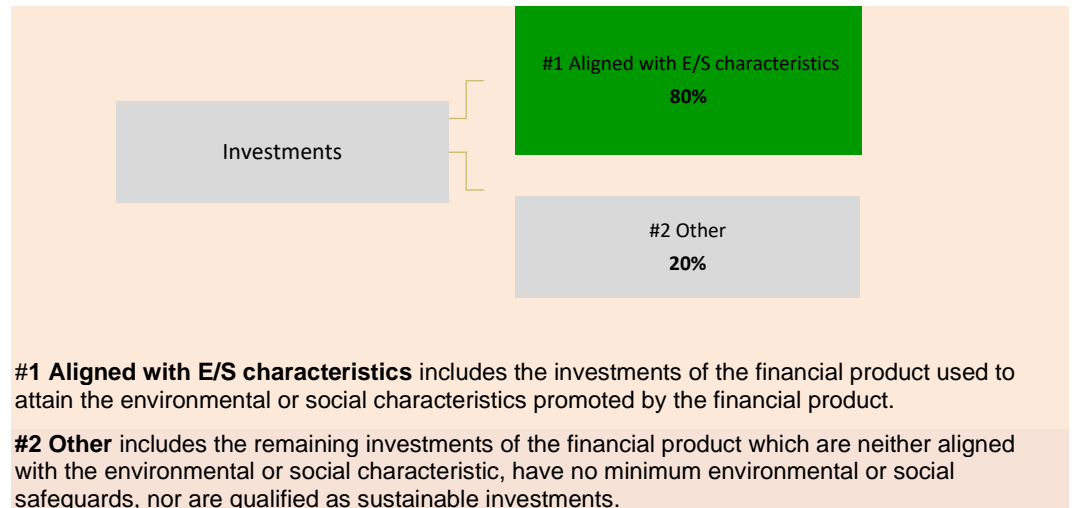 #1 Aligned with E/S characteristics
80%
Investments
#2 Other
20%
#1 Aligned with E/S characteristics includes the investments of the financial product used to
attain the environmental or social characteristics promoted by the financial product.
#2 Other includes the remaining investments of the financial product which are neither aligned
with the environmental or social characteristic, have no minimum environmental or social
safeguards, nor are qualified as sustainable investments.